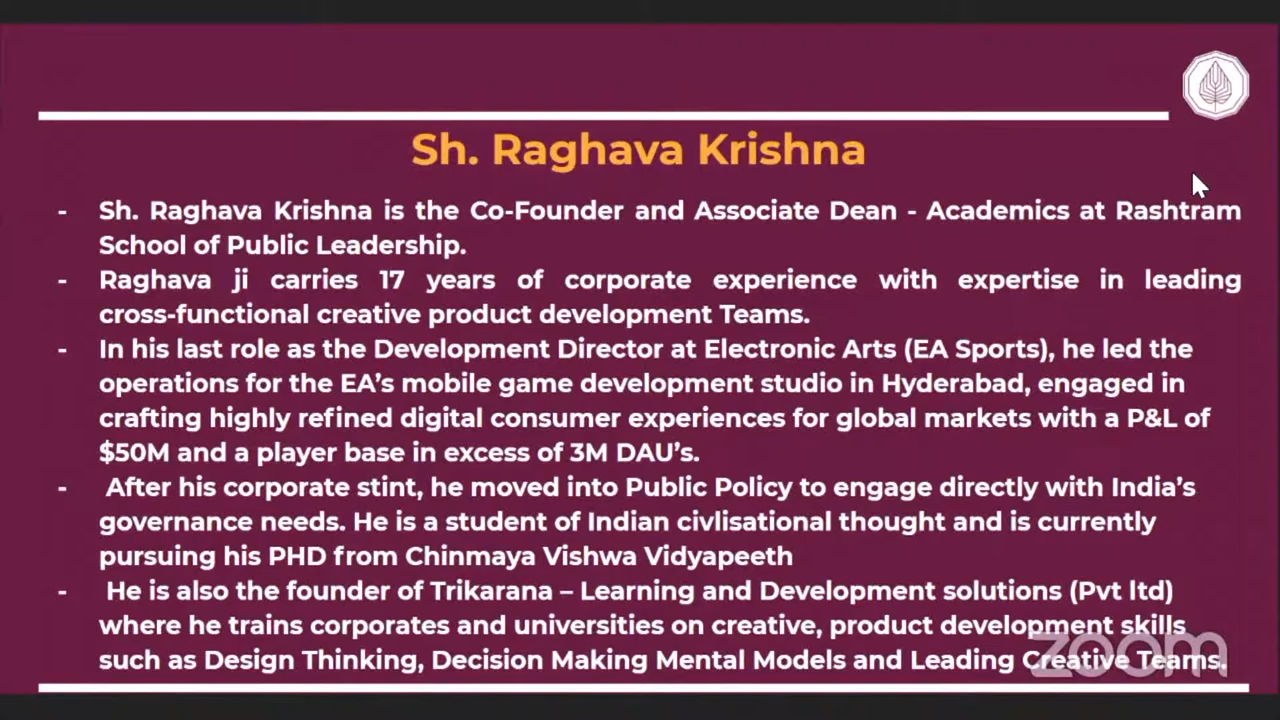 Sh. Raghava Krishna
- Sh. Raghava Krishna is the Co-Founder and Associate Dean - Academics at Rashtram
School of Public Leadership.
- Raghava ji carries 17 years of corporate experience with expertise in leading
cross-functional creative product development Teams.
- In his last role as the Development Director at Electronic Arts (EA Sports), he led the
operations for the EA's mobile game development studio in Hyderabad, engaged in
crafting highly refined digital consumer experiences for global markets with a P&L of
$50M and a player base in excess of 3M DAU's.
- After his corporate stint, he moved into Public Policy to engage directly with India's
governance needs. He is a student of Indian civlisational thought and is currently
pursuing his PHD from Chinmaya Vishwa Vidyapeeth
- He is also the founder of Trikarana – Learning and Development solutions (Pvt ltd)
where he trains corporates and universities on creative, product development skills
such as Design Thinking, Decision Making Mental Models and Leading Creative Teams.
zoom